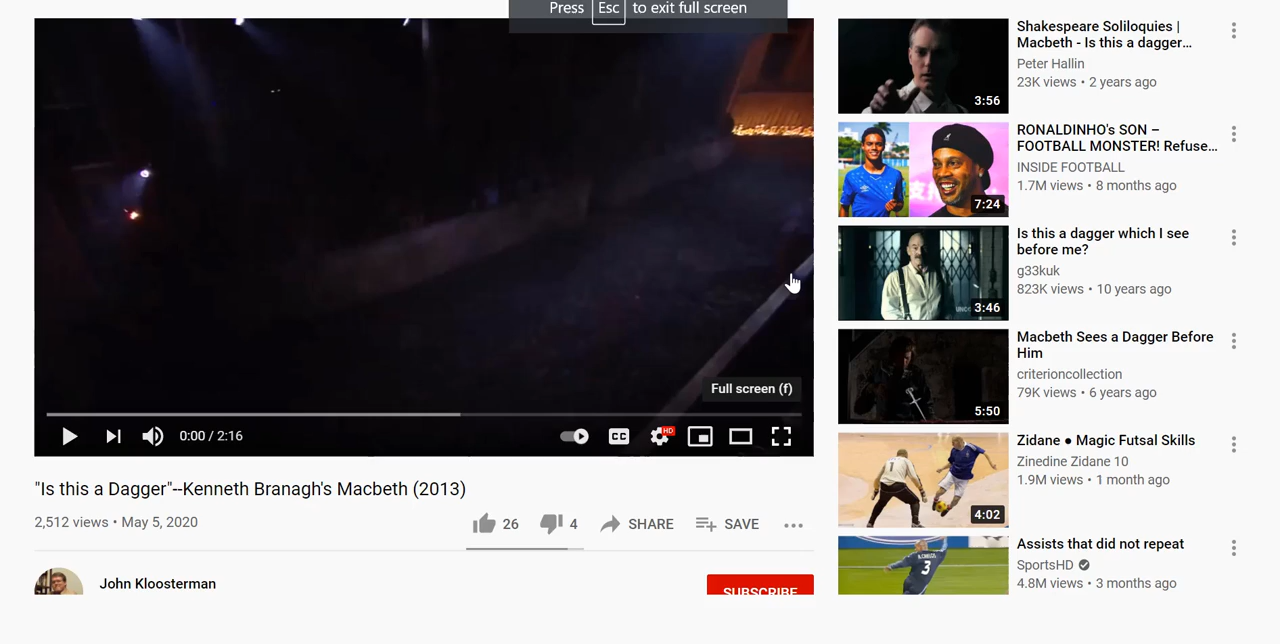 Press Esc to exit full screen
Full screen (f)
0:00 / 2:16
CC
HD
"Is this a Dagger"--Kenneth Branagh's Macbeth (2013)
2,512 views • May 5, 2020
26
4
SHARE
SAVE
John Kloosterman
SUBSCRIBE
Shakespeare Soliloquies |
Macbeth - Is this a dagger...
Peter Hallin
23K views • 2 years ago
3:56
RONALDINHO's SON –
FOOTBALL MONSTER! Refuse...
INSIDE FOOTBALL
1.7M views • 8 months ago
7:24
Is this a dagger which I see
before me?
g33kuk
823K views • 10 years ago
3:46
Macbeth Sees a Dagger Before
Him
criterioncollection
79K views • 6 years ago
5:50
Zidane ● Magic Futsal Skills
Zinedine Zidane 10
1.9M views • 1 month ago
1
4:02
Assists that did not repeat
SportsHD
4.8M views • 3 months ago
3